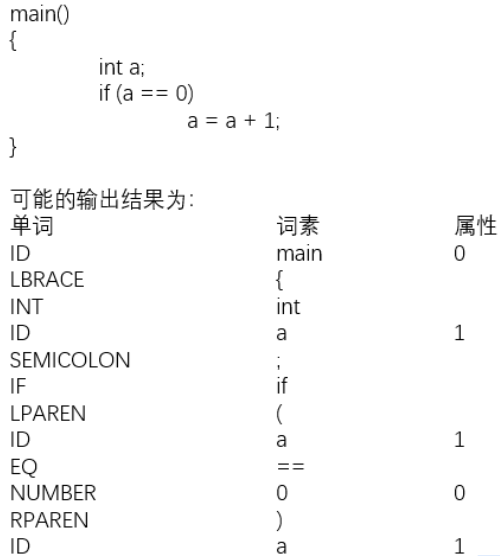 main()
{
int a;
if (a == 0)
a = a + 1;
}
可能的输出结果为:
单词 词素 属性
ID main 0
LBRACE {
INT int
ID a 1
SEMICOLON ;
IF if
LPAREN (
ID a 1
EQ ==
NUMBER 0 0
RPAREN )
ID a 1